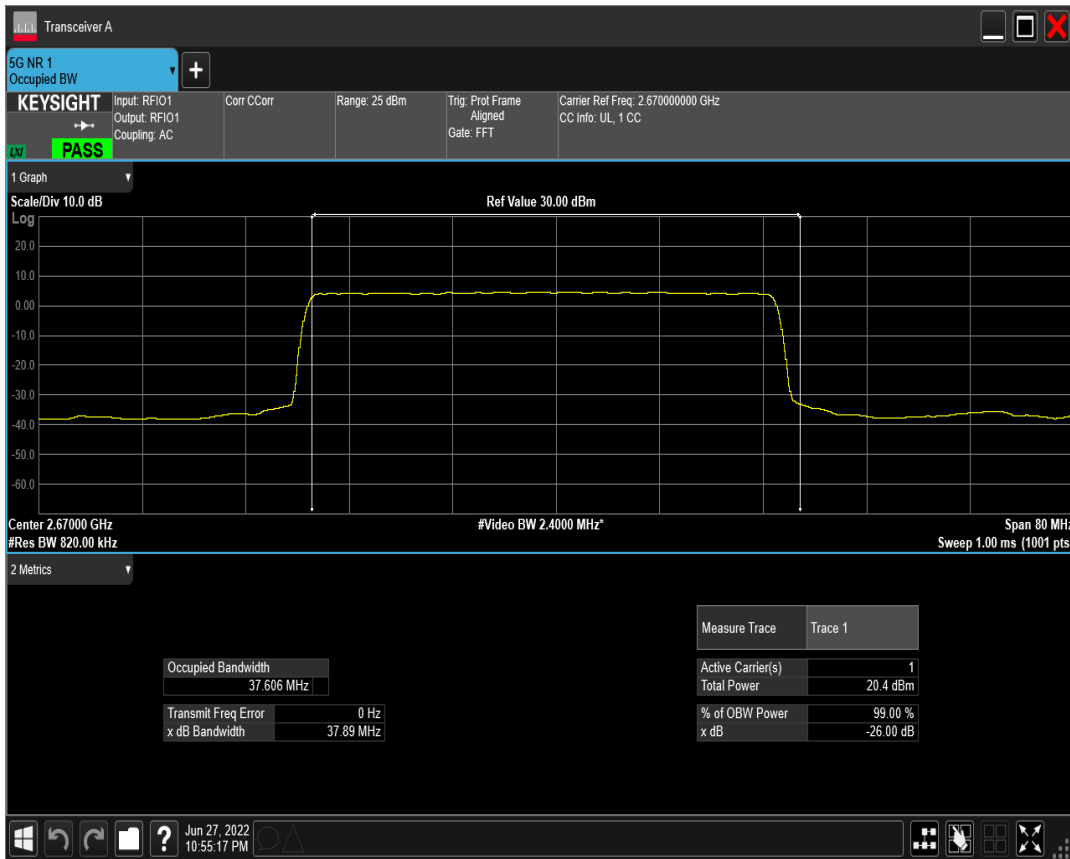 Transceiver A
5G NR 1
Occupied BW
KEYSIGHT
LXI
PASS
Input: RFIO1
Output: RFIO1
Coupling: AC
Corr CCorr
Range: 25 dBm
Trig: Prot Frame
Aligned
Gate: FFT
Carrier Ref Freq: 2.670000000 GHz
CC Info: UL, 1 CC
1 Graph
Scale/Div 10.0 dB
Ref Value 30.00 dBm
Log
20.0
10.0
0.00
-10.0
-20.0
-30.0
-40.0
-50.0
-60.0
Center 2.67000 GHz
#Video BW 2.4000 MHz*
Span 80 MHz
#Res BW 820.00 kHz
Sweep 1.00 ms (1001 pts
2 Metrics
Measure Trace Trace 1
Occupied Bandwidth
37.606 MHz
Active Carrier(s) 1
Total Power 20.4 dBm
Transmit Freq Error 0 Hz
x dB Bandwidth 37.89 MHz
% of OBW Power 99.00 %
x dB -26.00 dB
?
Jun 27, 2022
10:55:17 PM